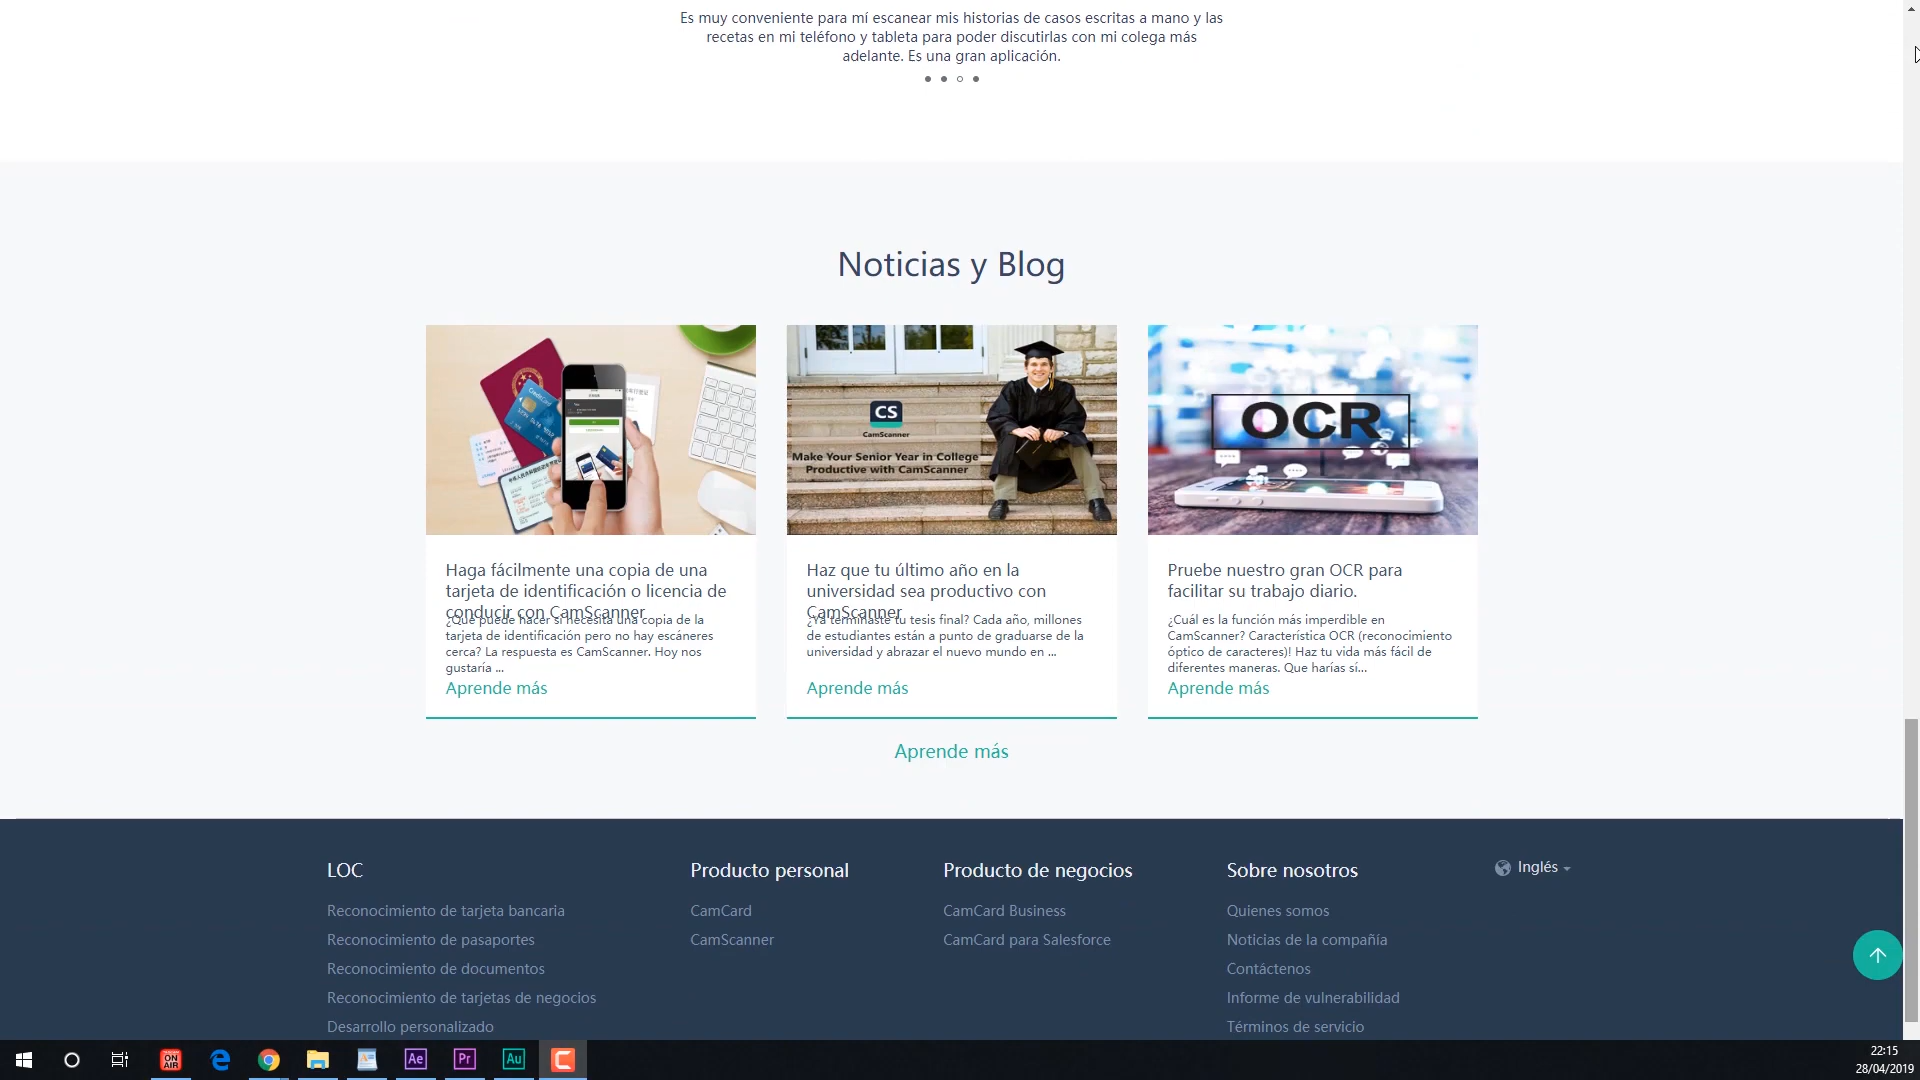 Es muy conveniente para mí escanear mis historias de casos escritas a mano y las
recetas en mi teléfono y tableta para poder discutirlas con mi colega más
adelante. Es una gran aplicación.
Noticias y Blog
CS
CamScanner
Make Your Senior Year in College
Productive with CamScanner
OCR
Haga fácilmente una copia de una
tarjeta de identificación o licencia de
conducir con CamScanner
¿Qué puede hacer si necesita una copia de la
tarjeta de identificación pero no hay escáneres
cerca? La respuesta es CamScanner. Hoy nos
gustaría ...
Aprende más
Haz que tu último año en la
universidad sea productivo con
CamScanner
¿Ya terminaste tu tesis final? Cada año, millones
de estudiantes están a punto de graduarse de la
universidad y abrazar el nuevo mundo en ...
Aprende más
Pruebe nuestro gran OCR para
facilitar su trabajo diario.
¿Cuál es la función más imperdible en
CamScanner? Característica OCR (reconocimiento
óptico de caracteres)! Haz tu vida más fácil de
diferentes maneras. Que harías sí...
Aprende más
Aprende más
LOC
Reconocimiento de tarjeta bancaria
Reconocimiento de pasaportes
Reconocimiento de documentos
Reconocimiento de tarjetas de negocios
Desarrollo personalizado
Producto personal
CamCard
CamScanner
Producto de negocios
CamCard Business
CamCard para Salesforce
Sobre nosotros
Quienes somos
Noticias de la compañía
Contáctenos
Informe de vulnerabilidad
Términos de servicio
Inglés
ON AIR
Ae
Pr
Au
22:15
28/04/2019